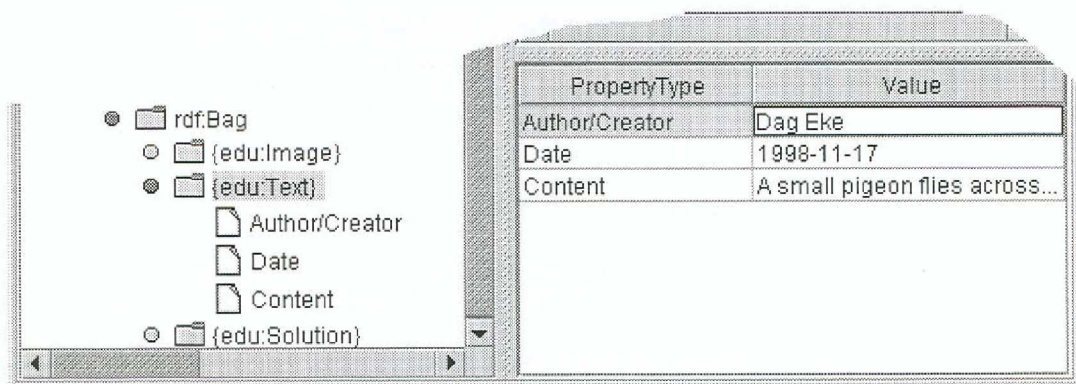 rdf:Bag
{edu:Image}
{edu:Text}
Author/Creator
Date
Content
{edu:Solution}
PropertyType Value
Author/Creator Dag Eke
Date 1998-11-17
Content A small pigeon flies across...